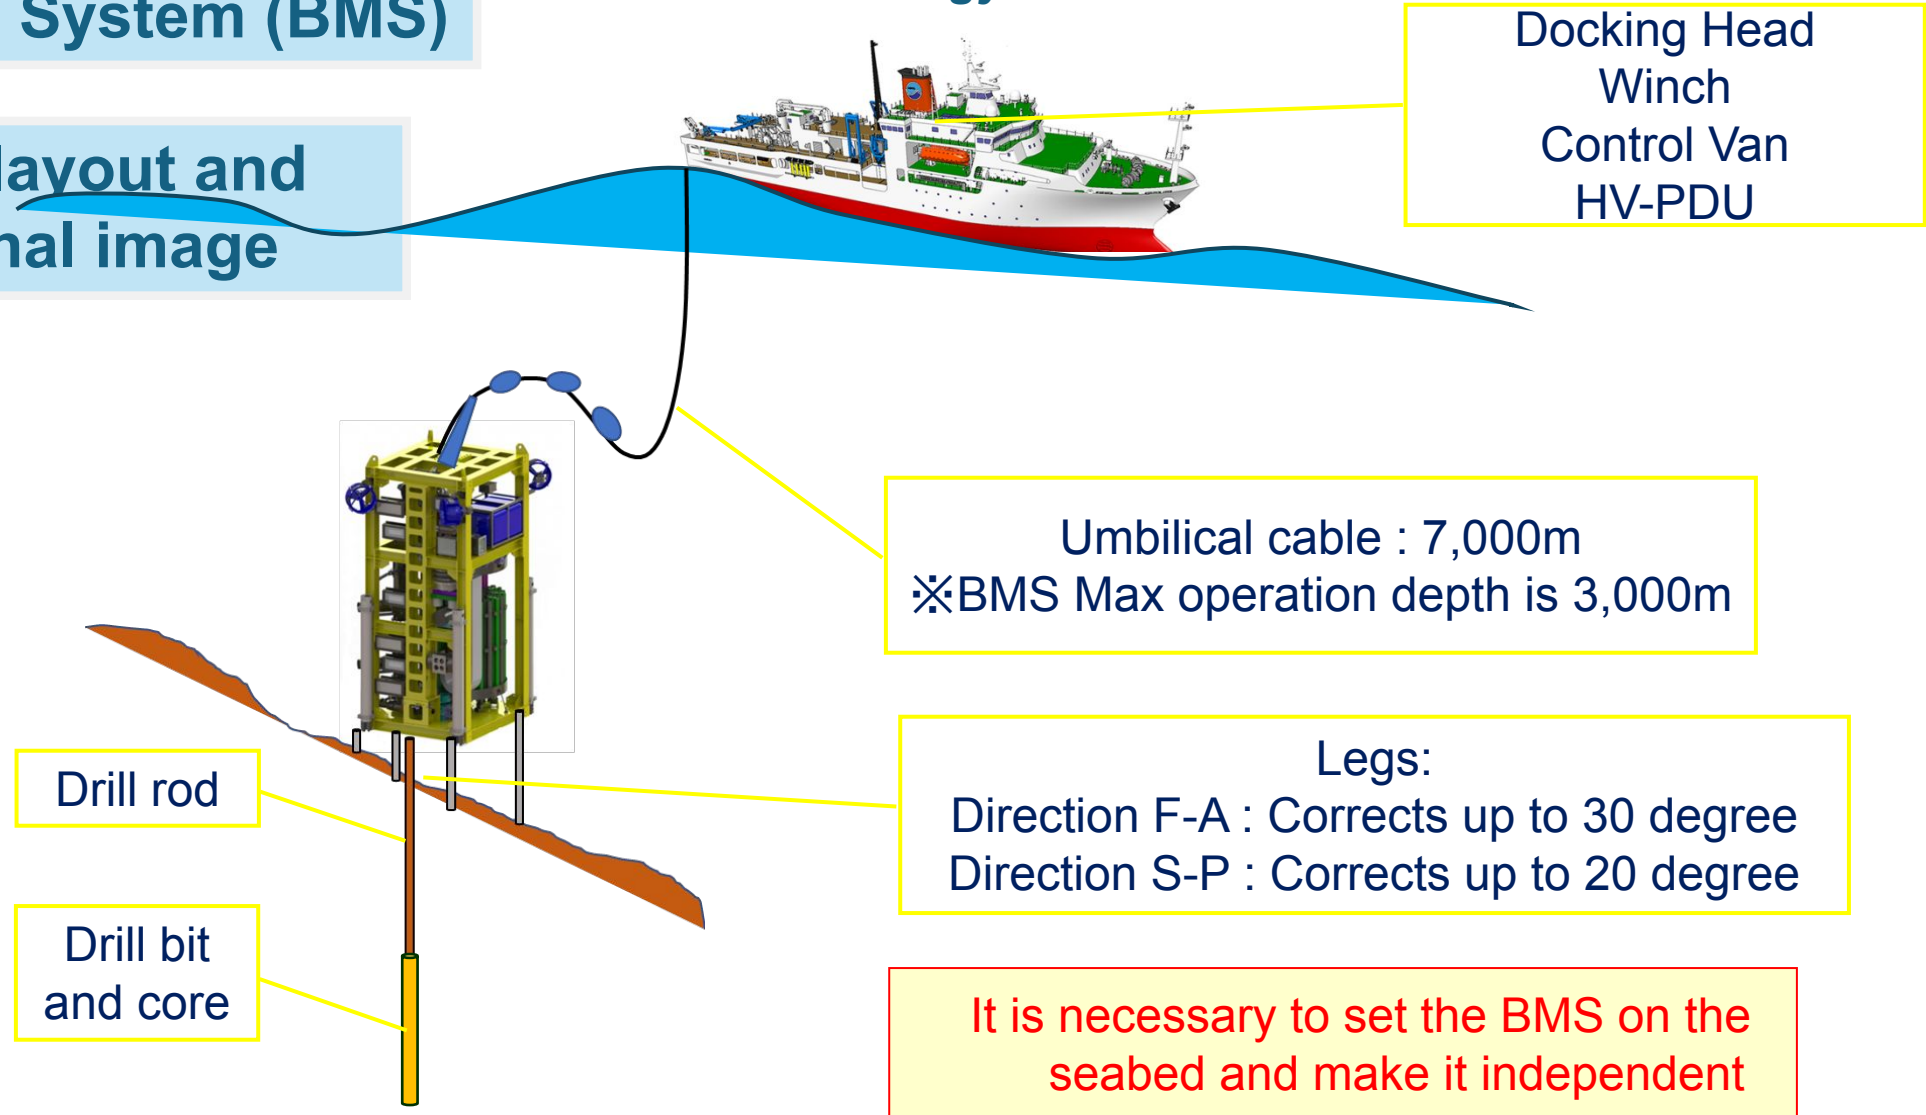 System (BMS)
gy
layout and
nal image
Docking Head
Winch
Control Van
HV-PDU
Umbilical cable : 7,000m
※BMS Max operation depth is 3,000m
Legs:
Direction F-A : Corrects up to 30 degree
Direction S-P : Corrects up to 20 degree
Drill rod
Drill bit
and core
It is necessary to set the BMS on the
seabed and make it independent